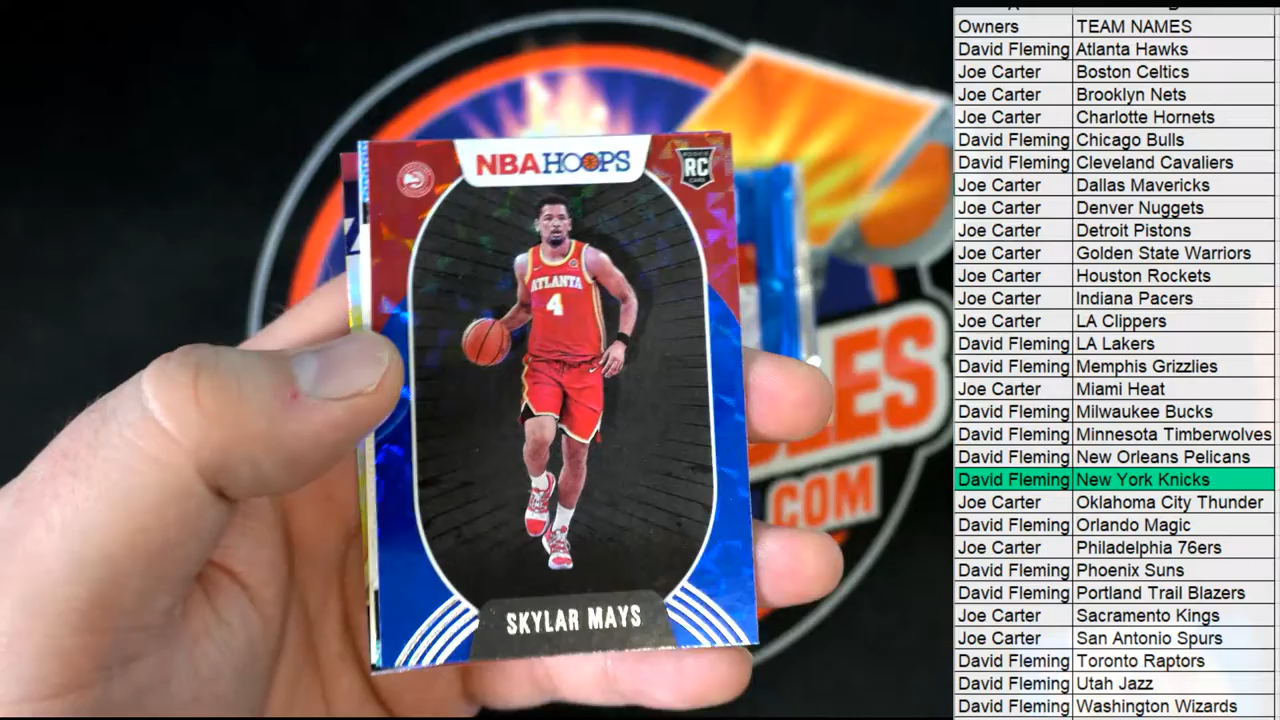 NBA HOOPS
ROOKIE
RC
CARD
ATLANTA
4
SKYLAR MAYS
LES
.COM
Owners TEAM NAMES
David Fleming Atlanta Hawks
Joe Carter Boston Celtics
Joe Carter Brooklyn Nets
Joe Carter Charlotte Hornets
David Fleming Chicago Bulls
David Fleming Cleveland Cavaliers
Joe Carter Dallas Mavericks
Joe Carter Denver Nuggets
Joe Carter Detroit Pistons
Joe Carter Golden State Warriors
Joe Carter Houston Rockets
Joe Carter Indiana Pacers
Joe Carter LA Clippers
David Fleming LA Lakers
David Fleming Memphis Grizzlies
Joe Carter Miami Heat
David Fleming Milwaukee Bucks
David Fleming Minnesota Timberwolves
David Fleming New Orleans Pelicans
David Fleming New York Knicks
Joe Carter Oklahoma City Thunder
David Fleming Orlando Magic
Joe Carter Philadelphia 76ers
David Fleming Phoenix Suns
David Fleming Portland Trail Blazers
Joe Carter Sacramento Kings
Joe Carter San Antonio Spurs
David Fleming Toronto Raptors
David Fleming Utah Jazz
David Fleming Washington Wizards